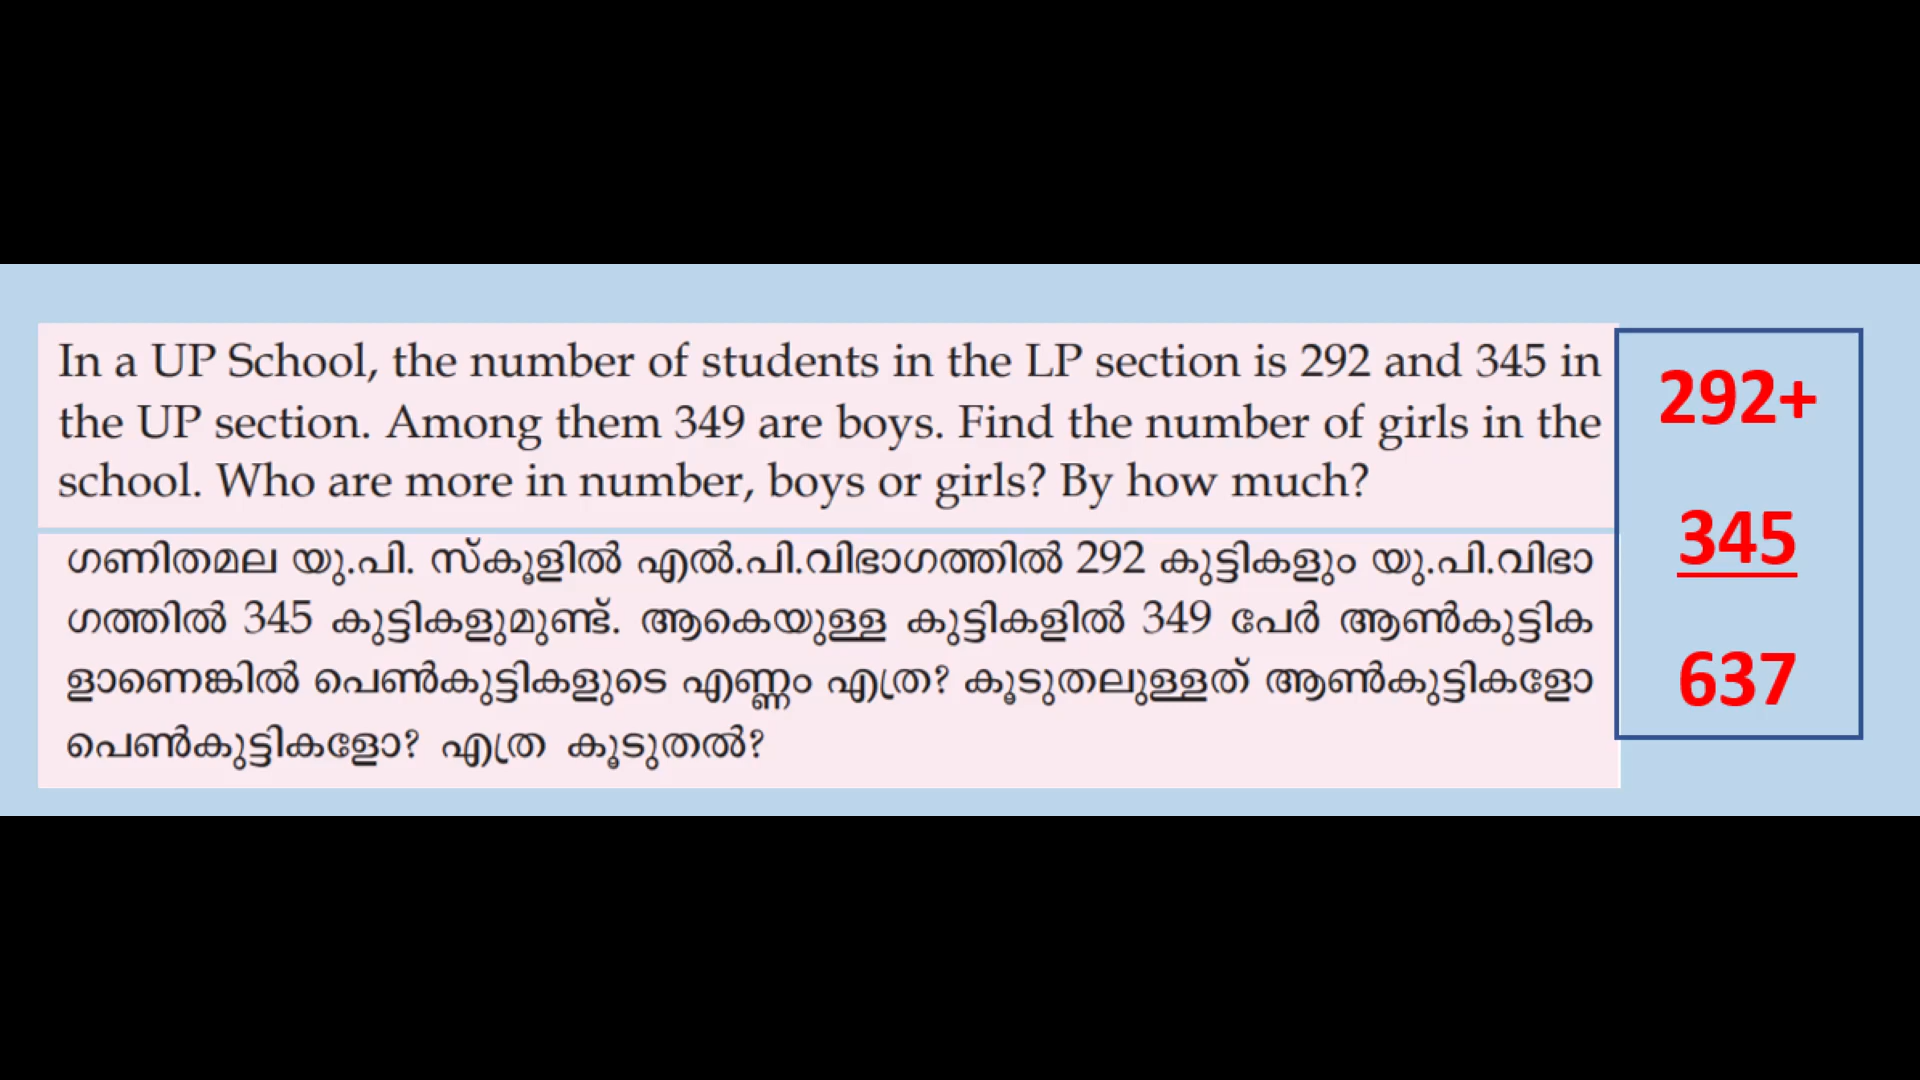 In a UP School, the number of students in the LP section is 292 and 345 in
the UP section. Among them 349 are boys. Find the number of girls in the
school. Who are more in number, boys or girls? By how much?
ഗണിതമല യു.പി. സ്കൂളിൽ എൽ.പി.വിഭാഗത്തിൽ 292 കുട്ടികളും യു.പി.വിഭാ
ഗത്തിൽ 345 കുട്ടികളുമുണ്ട്. ആകെയുള്ള കുട്ടികളിൽ 349 പേർ ആൺകുട്ടിക
ളാണെങ്കിൽ പെൺകുട്ടികളുടെ എണ്ണം എത്ര? കൂടുതലുള്ളത് ആൺകുട്ടികളോ
പെൺകുട്ടികളോ? എത്ര കൂടുതൽ?
292+
345
637